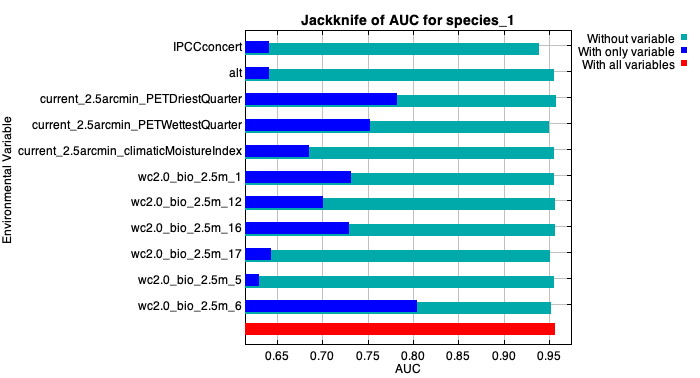 Jackknife of AUC for species_1
Without variable
With only variable
With all variables
Environmental Variable
IPCCconcert
alt
current_2.5arcmin_PETDriestQuarter
current_2.5arcmin_PETWettestQuarter
current_2.5arcmin_climaticMoistureIndex
wc2.0_bio_2.5m_1
wc2.0_bio_2.5m_12
wc2.0_bio_2.5m_16
wc2.0_bio_2.5m_17
wc2.0_bio_2.5m_5
wc2.0_bio_2.5m_6
0.65 0.70 0.75 0.80 0.85 0.90 0.95
AUC